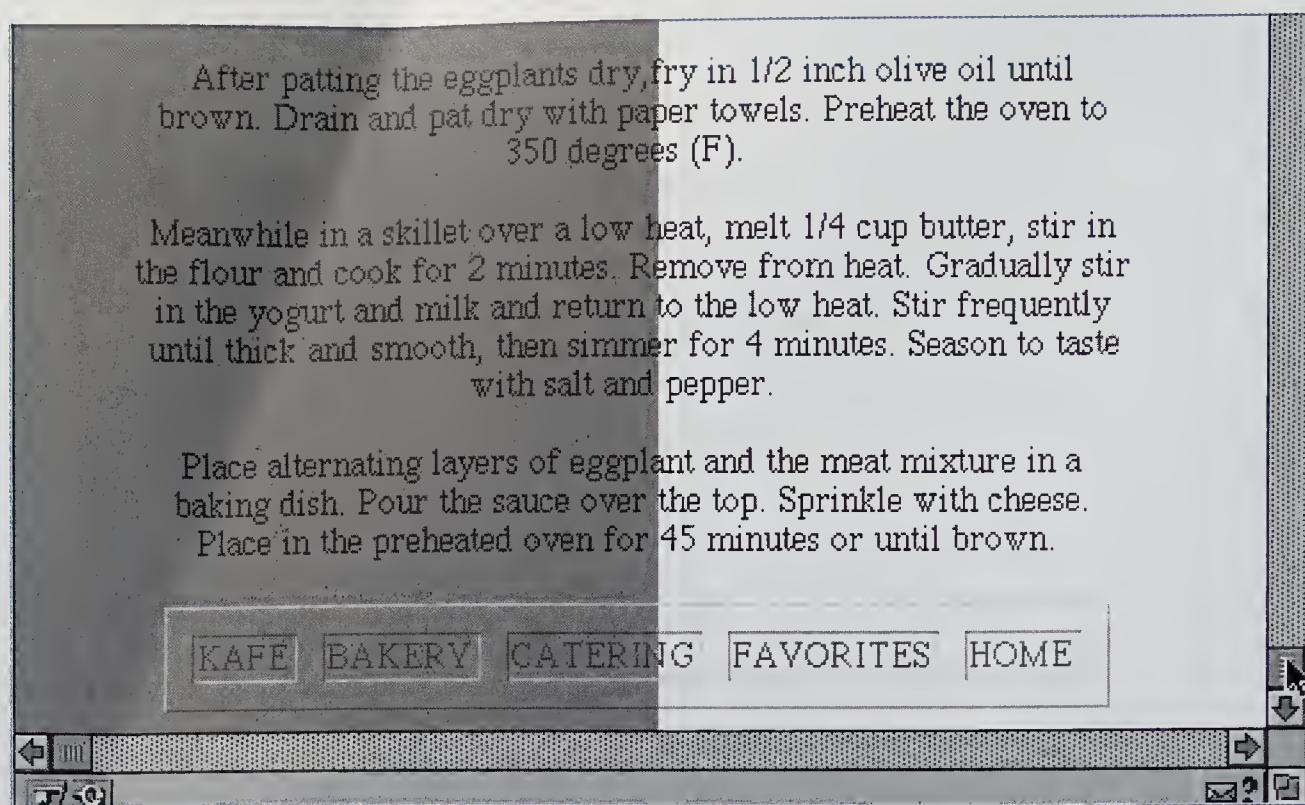 After patting the eggplants dry, fry in 1/2 inch olive oil until
brown. Drain and pat dry with paper towels. Preheat the oven to
350 degrees (F).
Meanwhile in a skillet over a low heat, melt 1/4 cup butter, stir in
the flour and cook for 2 minutes. Remove from heat. Gradually stir
in the yogurt and milk and return to the low heat. Stir frequently
until thick and smooth, then simmer for 4 minutes. Season to taste
with salt and pepper.
Place alternating layers of eggplant and the meat mixture in a
baking dish. Pour the sauce over the top. Sprinkle with cheese.
Place in the preheated oven for 45 minutes or until brown.
KAFE BAKERY CATERING FAVORITES HOME